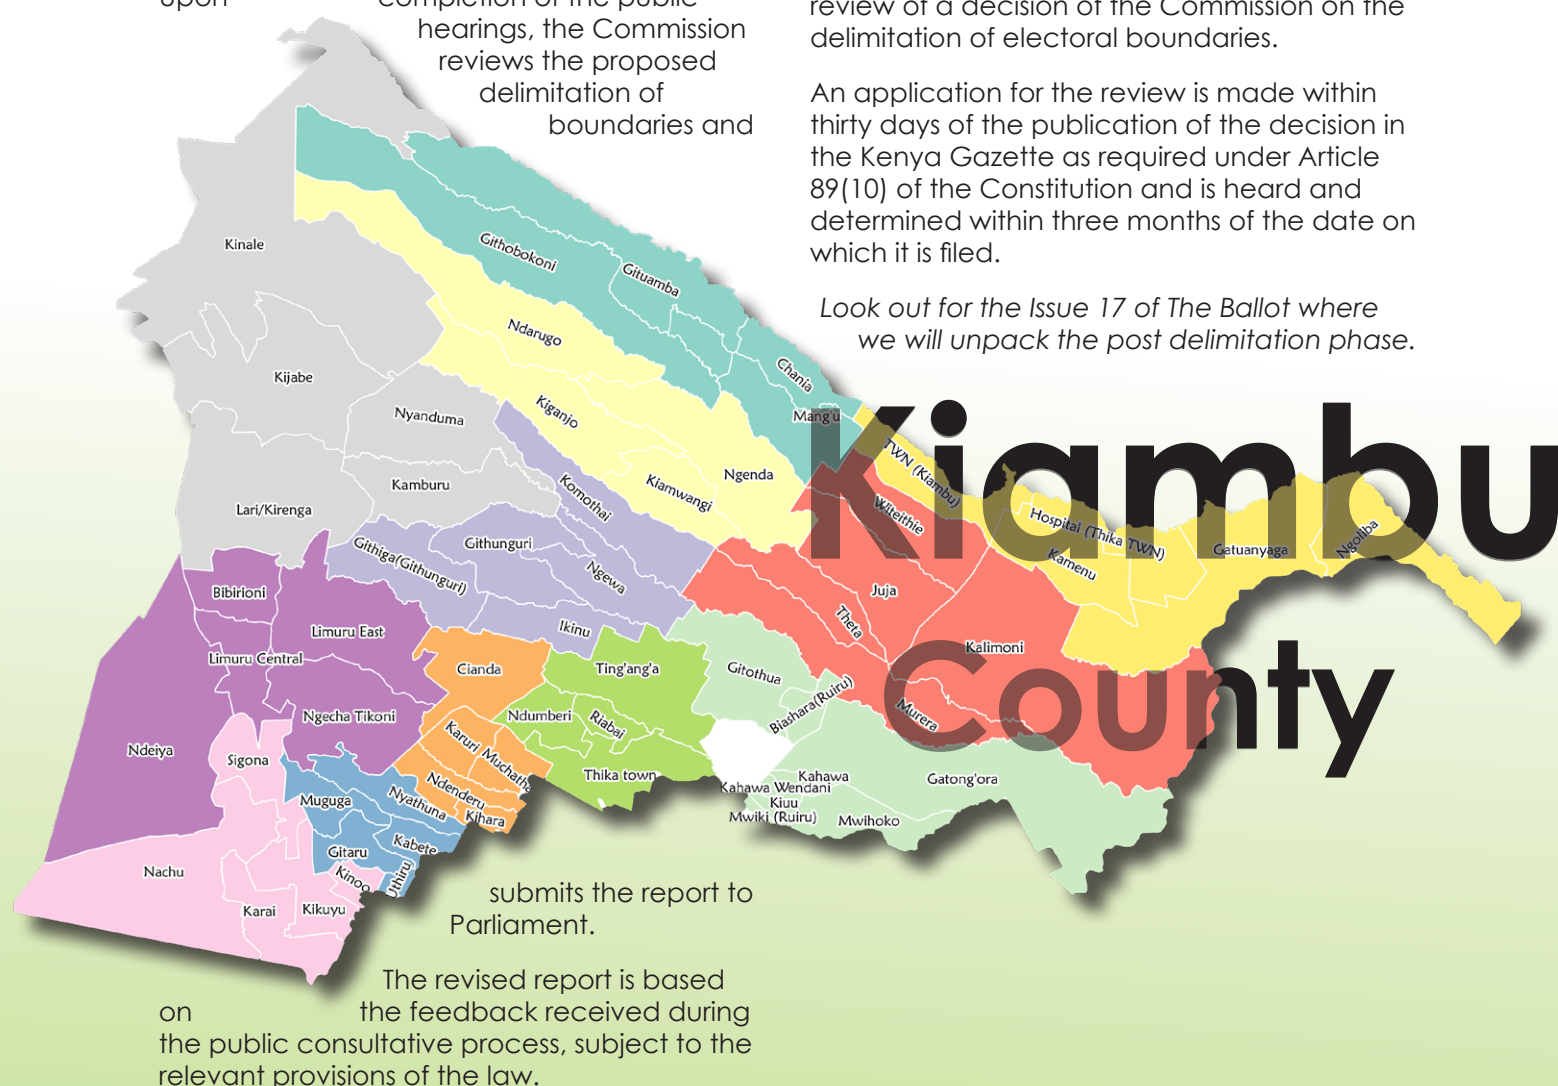 upon completion of the public
hearings, the Commission
reviews the proposed
delimitation of
boundaries and
submits the report to
Parliament.
The revised report is based
on the feedback received during
the public consultative process, subject to the
relevant provisions of the law.
review of a decision of the Commission on the
delimitation of electoral boundaries.
An application for the review is made within
thirty days of the publication of the decision in
the Kenya Gazette as required under Article
89(10) of the Constitution and is heard and
determined within three months of the date on
which it is filed.
Look out for the Issue 17 of The Ballot where
we will unpack the post delimitation phase.
Kiambu
County
Kinale
Githobokoni
Gituamba
Ndarugo
Chania
Kijabe
Nyanduma
Kiganjo
Mang'u
TWN (Kiambu)
Ngenda
Kamburu
Komothai
Kiamwangi
Lari/Kirenga
Witeithie
Hospital (Thika TWN)
Gatuanyaga
Ngoliba
Githiga(Githunguri)
Githunguri
Ngewa
Kamenu
Bibirioni
Juja
Limuru East
Ikinu
Theta
Kalimoni
Limuru Central
Cianda
Ting'ang'a
Gitothua
Biashara(Ruiru)
Ngecha Tikoni
Ndumberi
Riabai
Murera
Ndeiya
Sigona
Karuri
Muchatha
Thika town
Kahawa
Gatong'ora
Kahawa Wendani
Muguga
Nyathuna
Ndenderu
Kiuu
Kihara
Mwiki (Ruiru)
Mwihoko
Gitaru
Kabete
Nachu
Kinoo
Uthiru
Karai
Kikuyu